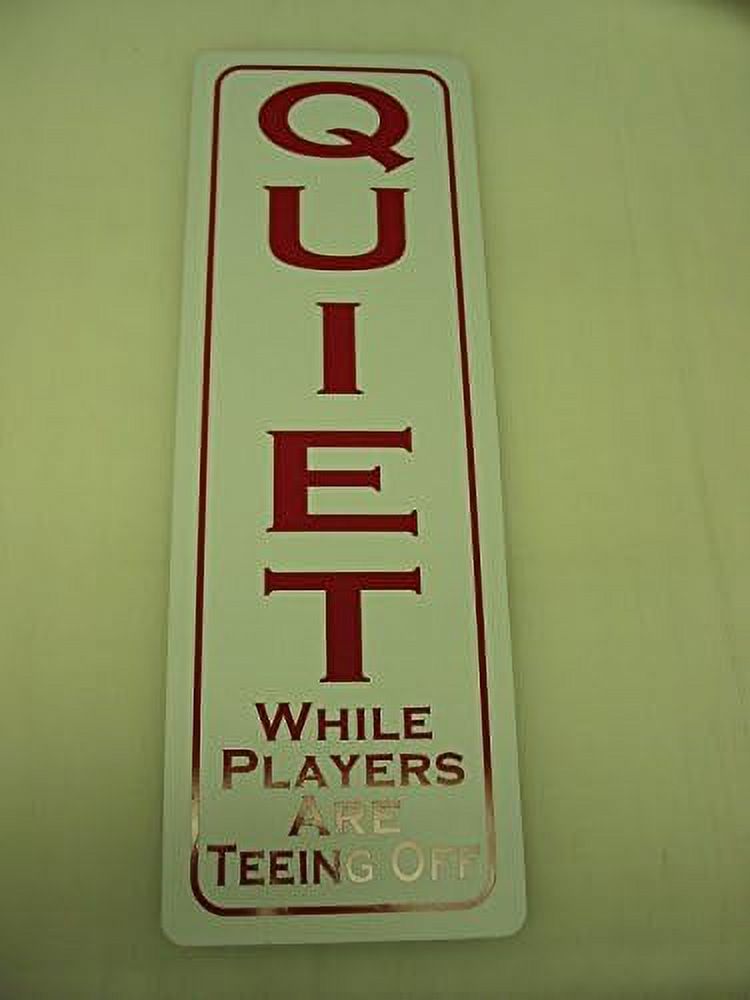 QUIET
WHILE
PLAYERS
ARE
TEEING OFF